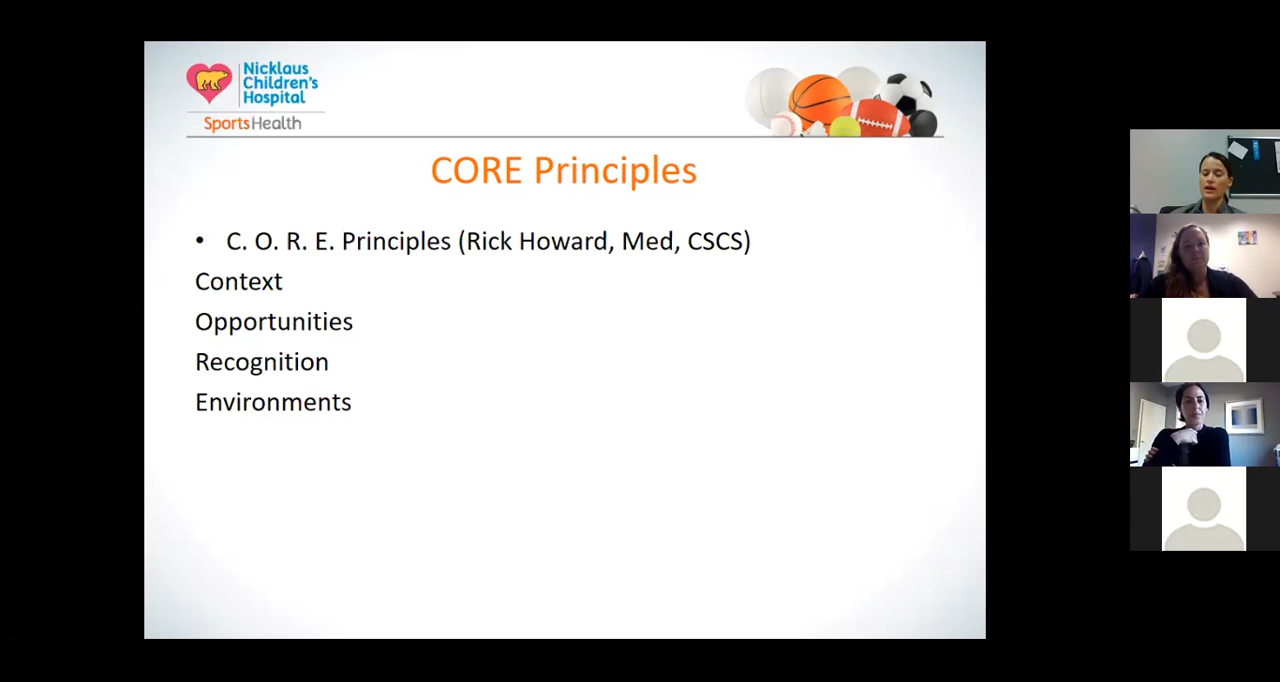 Nicklaus
Children's
Hospital
SportsHealth
CORE Principles
• C. O. R. E. Principles (Rick Howard, Med, CSCS)
Context
Opportunities
Recognition
Environments